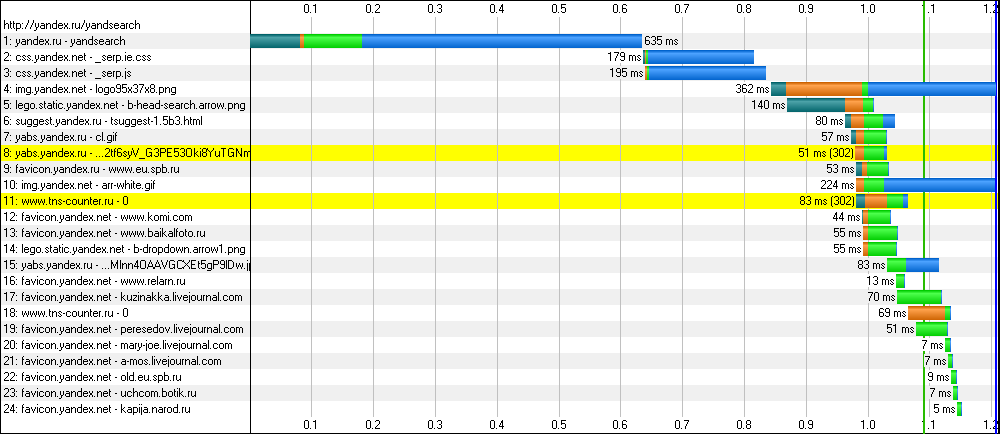 0.1 0.2 0.3 0.4 0.5 0.6 0.7 0.8 0.9 1.0 1.1 1.2
http://yandex.ru/yandsearch
1: yandex.ru - yandsearch 635 ms
2: css.yandex.net - _serp.ie.css 179 ms
3: css.yandex.net - _serp.js 195 ms
4: img.yandex.net - logo95x37x8.png 362 ms
5: lego.static.yandex.net - b-head-search.arrow.png 140 ms
6: suggest.yandex.ru - tsuggest-1.5b3.html 80 ms
7: yabs.yandex.ru - cl.gif 57 ms
8: yabs.yandex.ru - ...2tf6syV_G3PE53Oki8YuTGNm 51 ms (302)
9: favicon.yandex.ru - www.eu.spb.ru 53 ms
10: img.yandex.net - arr-white.gif 224 ms
11: www.tns-counter.ru - 0 83 ms (302)
12: favicon.yandex.net - www.komi.com 44 ms
13: favicon.yandex.net - www.baikalfoto.ru 55 ms
14: lego.static.yandex.net - b-dropdown.arrow1.png 55 ms
15: yabs.yandex.ru - ...MInn4OAAVGCXEt5gP9IDw.j 83 ms
16: favicon.yandex.net - www.relarn.ru 13 ms
17: favicon.yandex.net - kuzinakka.livejournal.com 70 ms
18: www.tns-counter.ru - 0 69 ms
19: favicon.yandex.net - peresedov.livejournal.com 51 ms
20: favicon.yandex.net - mary-joe.livejournal.com 7 ms
21: favicon.yandex.net - a-mos.livejournal.com 7 ms
22: favicon.yandex.net - old.eu.spb.ru 9 ms
23: favicon.yandex.net - uchcom.botik.ru 7 ms
24: favicon.yandex.net - kapija.narod.ru 5 ms
0.1 0.2 0.3 0.4 0.5 0.6 0.7 0.8 0.9 1.0 1.1 1.2